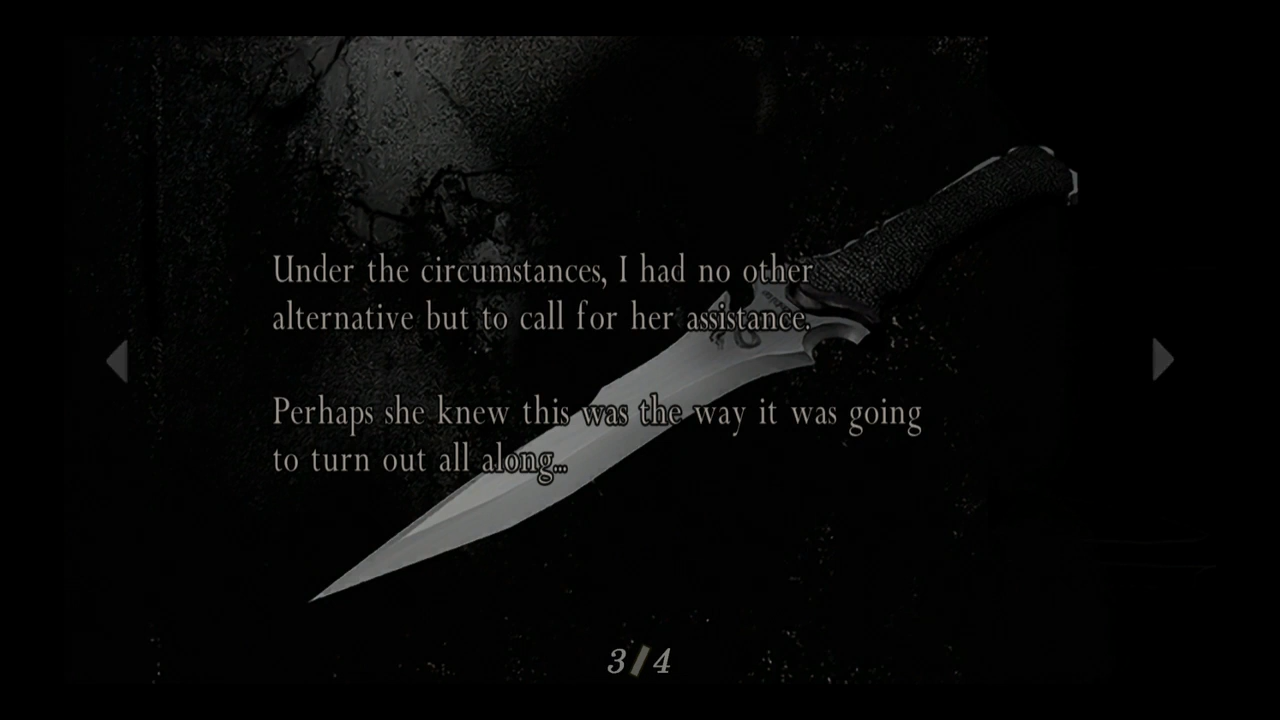 Under the circumstances, I had no other
alternative but to call for her assistance.
Perhaps she knew this was the way it was going
to turn out all along...
3/4